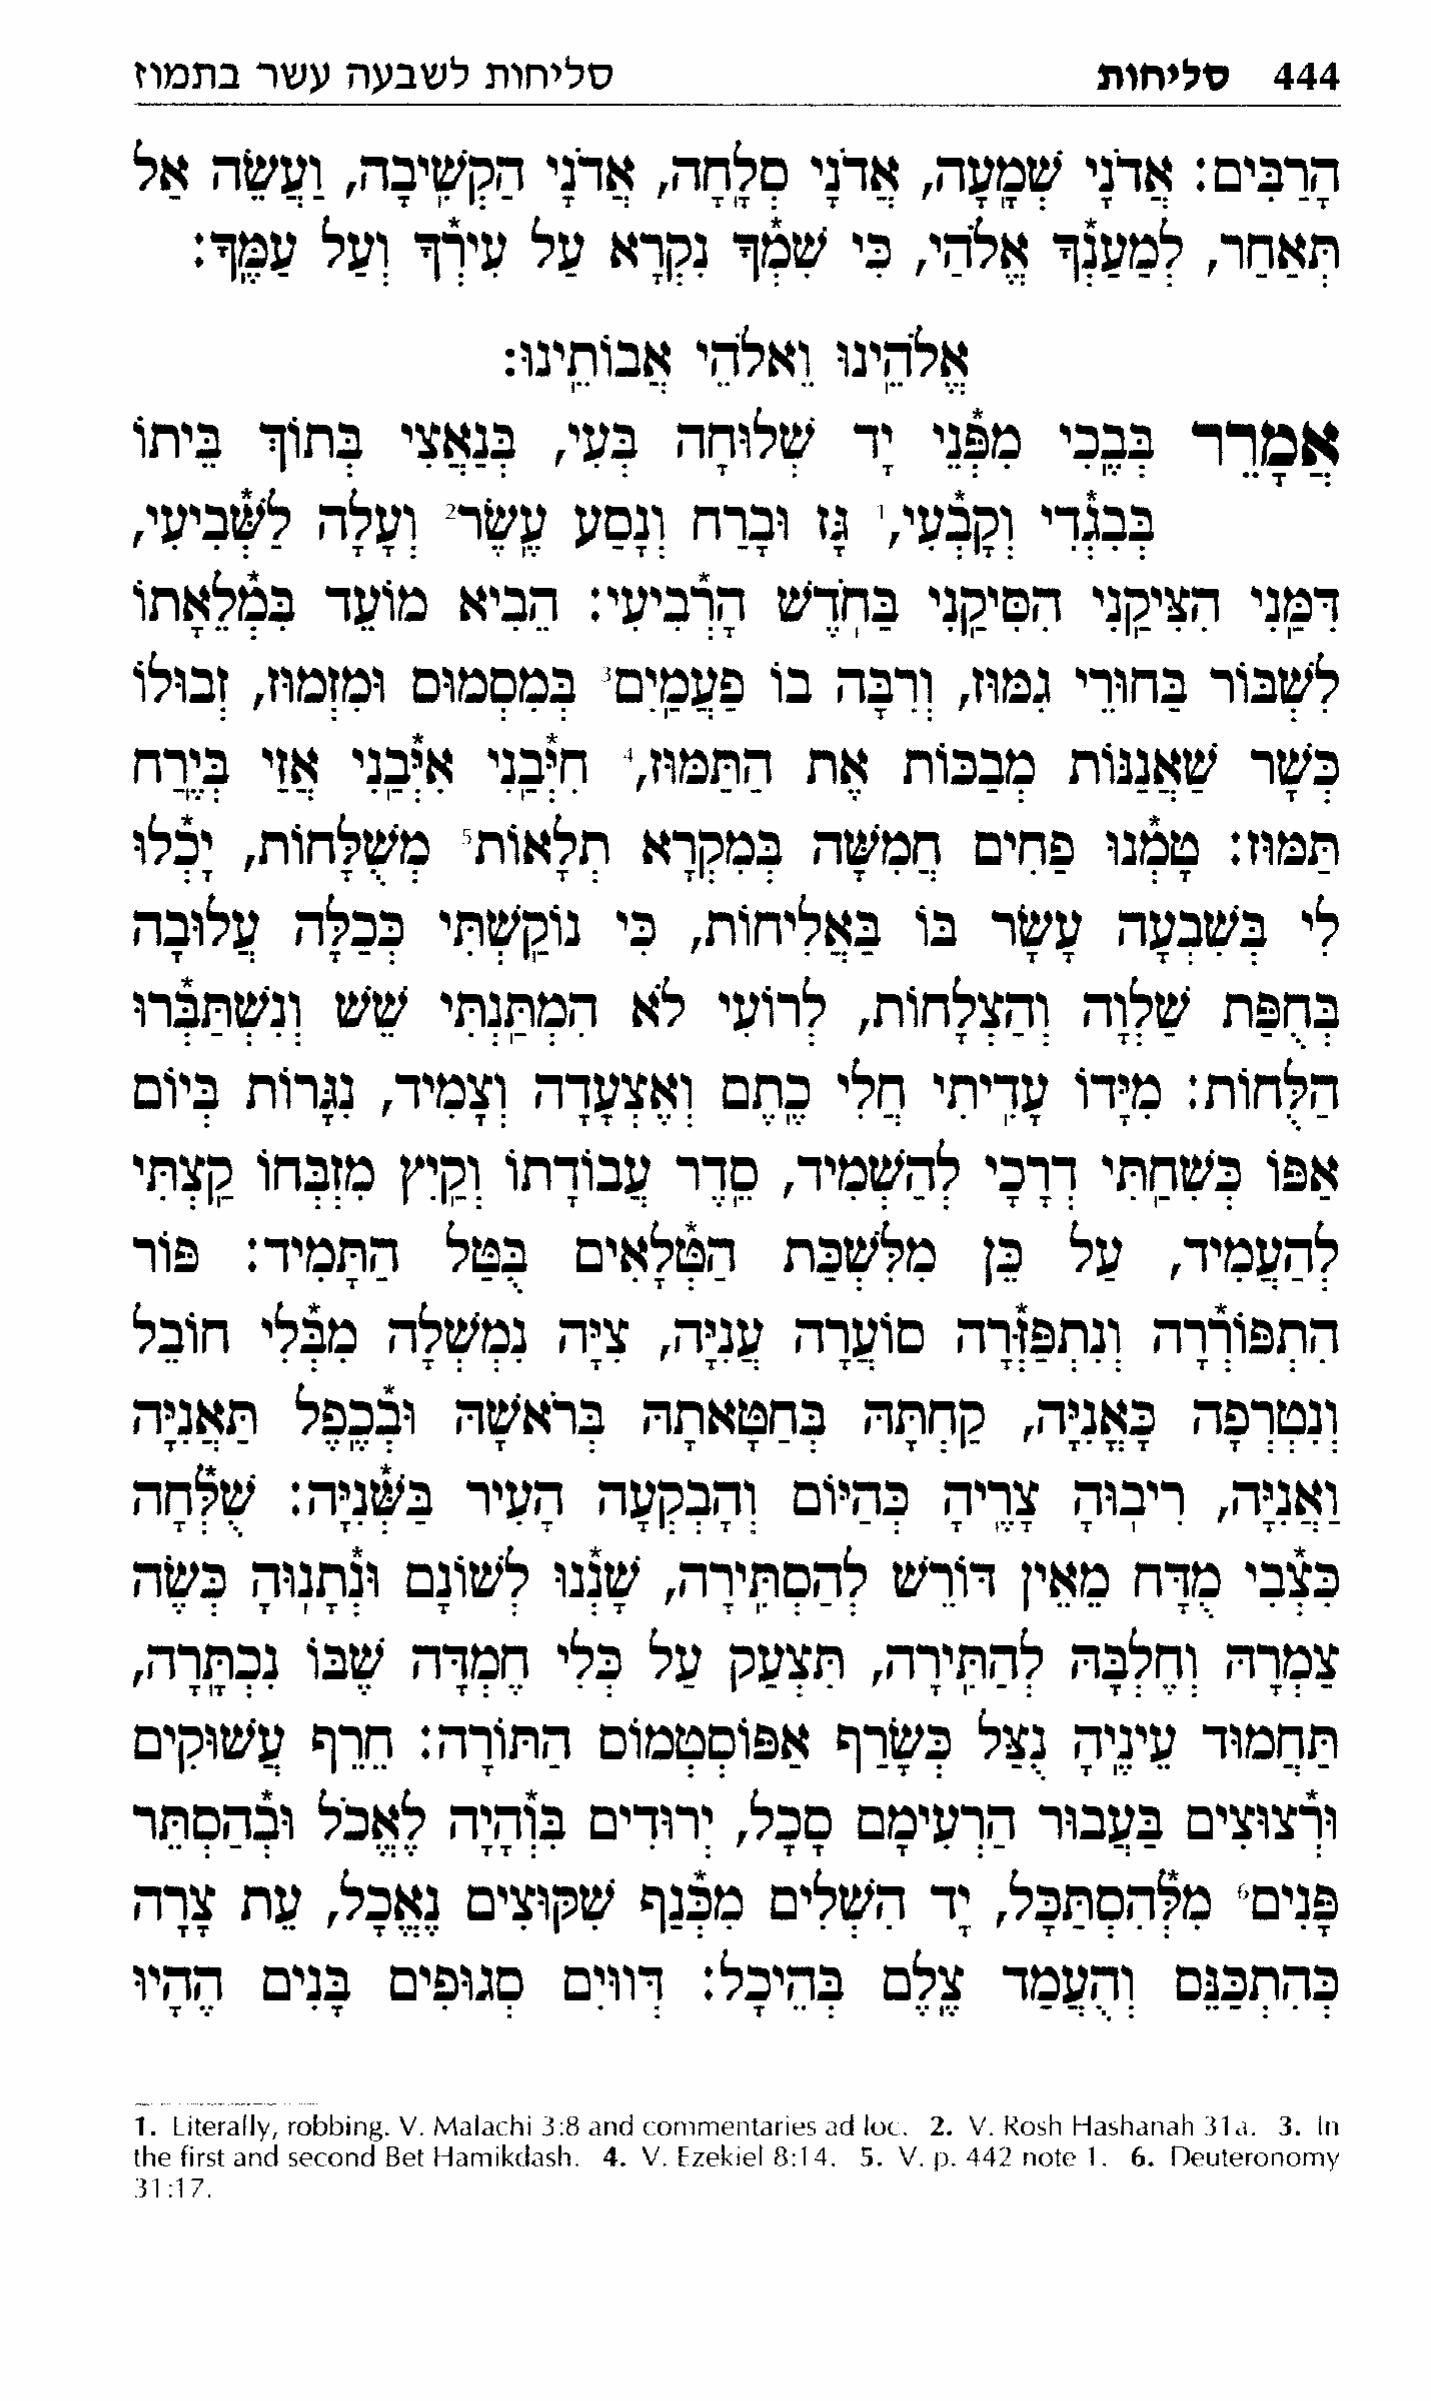 444 סליחות סליחות לשבעה עשר בתמוז
הָרַבִּים: אֲדֹנָי שְׁמָעָה, אֲדֹנָי סְלָחָה, אֲדֹנָי הַקְשִׁיבָה, וַעֲשֵׂה אַל
תְּאַחַר, לְמַעַנְךָ אֱלֹהַי, כִּי שִׁמְךָ נִקְרָא עַל עִירְךָ וְעַל עַמֶּךָ:
אֱלֹהֵינוּ וֵאלֹהֵי אֲבוֹתֵינוּ:
אֲמָרֵר בְּבֶכִי מִפְּנֵי יָד שְׁלוּחָה בְּעִי, בְּנַאֲצִי בְּתוֹךְ בֵּיתוֹ
בְּבִגְדִי וְקָבְעִי,¹ גָּז וּבָרַח וְנָסַע עֶשֶׂר² וְעָלָה לַשְּׁבִיעִי,
דִּמַּנִי הִצִּיקַנִי הִסִּיקַנִי בַּחֹדֶשׁ הָרְבִיעִי: הֵבִיא מוֹעֵד בִּמְלֵאָתוֹ
לִשְׁבּוֹר בַּחוּרֵי גִמּוּז, וְרִבָּה בוֹ פַּעֲמַיִם³ בְּמִסְמוּס וּמִזְמוּז, זְבוּלוֹ
כְּשָׁר שַׁאֲנַנּוֹת מְבַכּוֹת אֶת הַתַּמּוּז,⁴ חִיְּבַנִי אִיְּבַנִי אֲזַי בְּיֶרַח
תַּמּוּז: טָמְנוּ פַחִים חֲמִשָּׁה בְּמִקְרָא תְלָאוֹת⁵ מְשֻׁלָּחוֹת, יָכְלוּ
לִי בְּשִׁבְעָה עָשָׂר בּוֹ בַּאֲלִיחוֹת, כִּי נוֹקַשְׁתִּי כְּכַלָּה עֲלוּבָה
בְּחֻפַּת שַׁלְוָה וְהַצְלָחוֹת, לְרוֹעִי לֹא הִמְתַּנְתִּי שֵׁשׁ וְנִשְׁתַּבְּרוּ
הַלֻּחוֹת: מִיָּדוֹ עָדִיתִי חֲלִי כֶתֶם וְאֶצְעָדָה וְצָמִיד, נִגָּרוֹת בְּיוֹם
אַפּוֹ כְּשִׁחַתִּי דְרָכַי לְהַשְׁמִיד, סֵדֶר עֲבוֹדָתוֹ וְקַיִץ מִזְבְּחוֹ קַצְתִּי
לְהַעֲמִיד, עַל כֵּן מִלִּשְׁכַּת הַטְּלָאִים בֻּטַּל הַתָּמִיד: פּוֹר
הִתְפּוֹרְרָה וְנִתְפַּזְּרָה סוֹעֲרָה עֲנִיָּה, צִיָּה נִמְשְׁלָה מִבְּלִי חוֹבֵל
וְנִטְרְפָה כָּאֳנִיָּה, קַחְתָּהּ בְּחַטָּאתָהּ בְּרֹאשָׁהּ וּבְכֶפֶל תַּאֲנִיָּה
וַאֲנִיָּה, רִיבוּהָ צָרֶיהָ כְּהַיּוֹם וְהָבְקְעָה הָעִיר בַּשְּׁנִיָּה: שֻׁלְּחָה
כִּצְבִי מֻדָּח מֵאֵין דּוֹרֵשׁ לְהַסְתִּירָה, שָׁנְנוּ לְשׁוֹנָם וּנְתָנוּהָ כְּשֶׂה
צַמְרָהּ וְחֶלְבָּהּ לְהַתִּירָה, תִּצְעַק עַל כְּלִי חֶמְדָּה שֶׁבּוֹ נִכְתָּרָה,
תַּחֲמוּד עֵינֶיהָ נֻצַּל כְּשָׂרַף אַפּוֹסְטְמוֹס הַתּוֹרָה: חֵרֵף עֲשׁוּקִים
וּרְצוּצִים בַּעֲבוּר הַרְעִימָם סָכָל, יְרוּדִים בִּוְהָיָה לֶאֱכֹל וּבְהַסְתֵּר
פָּנִים⁶ מִלְּהִסְתַּכָּל, יָד הִשְׁלִים מִכְּנַף שִׁקּוּצִים נֶאֱכָל, עֵת צָרָה
כְּהִתְכַּנֵּס וְהֻעֲמַד צֶלֶם בְּהֵיכָל: דְּווּיִם סְגוּפִים בָּנִים הֶהָיוּ
1. Literally, robbing. V. Malachi 3:8 and commentaries ad loc. 2. V. Rosh Hashanah 31a. 3. In
the first and second Bet Hamikdash. 4. V. Ezekiel 8:14. 5. V. p. 442 note 1. 6. Deuteronomy
31:17.